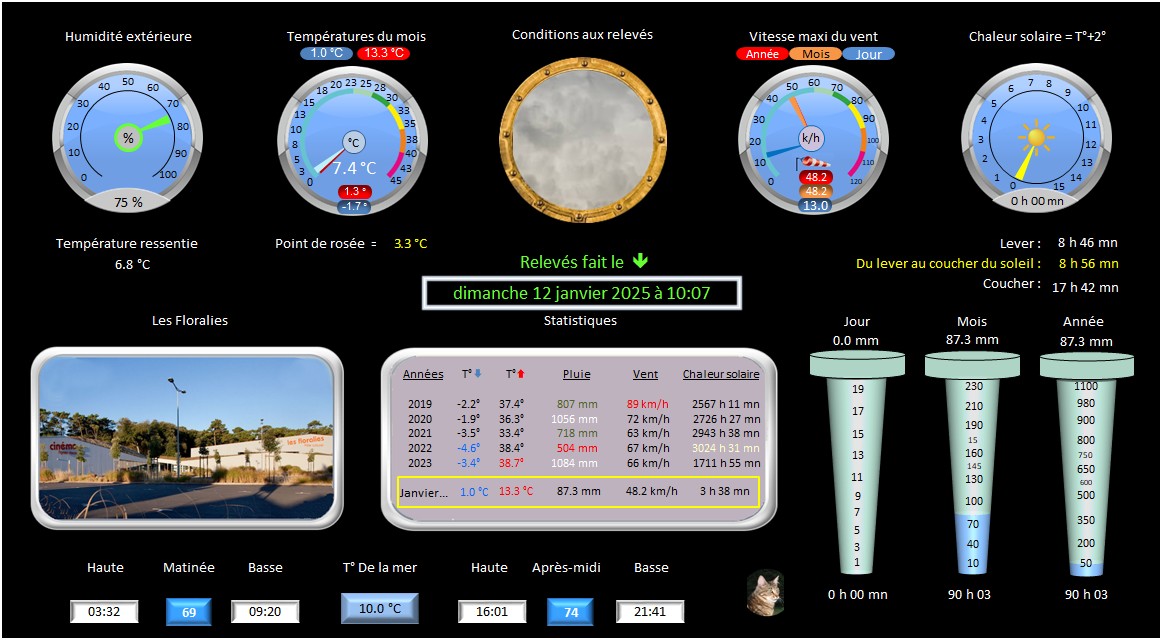 Humidité extérieure
Températures du mois
1.0 °C 13.3 °C
Conditions aux relevés
Vitesse maxi du vent
Année Mois Jour
Chaleur solaire = T°+2°
0 10 20 30 40 50 60 70 80 90 100
%
75 %
0 3 5 8 10 13 15 18 20 23 25 28 30 33 35 38 40 43 45
°C
7.4 °C
1.3 °
-1.7 °
0 10 20 30 40 50 60 70 80 90 100 110 120
k/h
48.2
48.2
13.0
0 1 2 3 4 5 6 7 8 9 10 11 12 13 14 15
0 h 00 mn
Température ressentie
6.8 °C
Point de rosée = 3.3 °C
Relevés fait le
dimanche 12 janvier 2025 à 10:07
Lever : 8 h 46 mn
Du lever au coucher du soleil : 8 h 56 mn
Coucher : 17 h 42 mn
Les Floralies
cinéma
les floralies
Statistiques
Années T° T° Pluie Vent Chaleur solaire
2019 -2.2° 37.4° 807 mm 89 km/h 2567 h 11 mn
2020 -1.9° 36.3° 1056 mm 72 km/h 2726 h 27 mn
2021 -3.5° 33.4° 718 mm 63 km/h 2943 h 38 mn
2022 -4.6° 38.4° 504 mm 67 km/h 3024 h 31 mn
2023 -3.4° 38.7° 1084 mm 66 km/h 1711 h 55 mn
Janvier... 1.0 °C 13.3 °C 87.3 mm 48.2 km/h 3 h 38 mn
Jour
0.0 mm
19
17
15
13
11
9
7
5
3
1
0 h 00 mn
Mois
87.3 mm
230
210
190
15
160
145
130
100
70
40
10
90 h 03
Année
87.3 mm
1100
980
900
800
750
650
600
500
350
200
50
90 h 03
Haute Matinée Basse
03:32 69 09:20
T° De la mer
10.0 °C
Haute Après-midi Basse
16:01 74 21:41